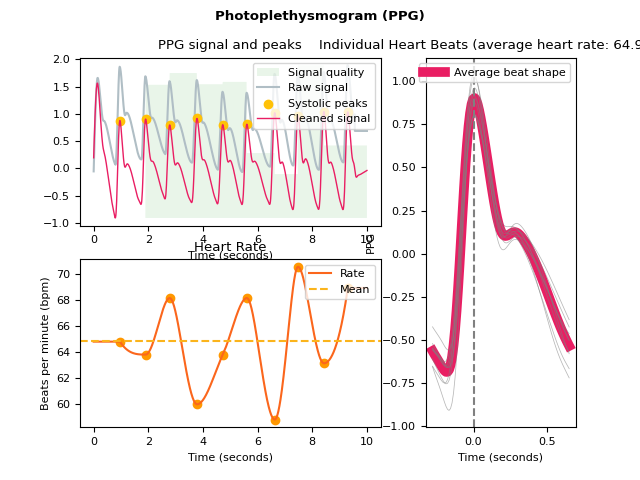 Photoplethysmogram (PPG)
PPG signal and peaks
Individual Heart Beats (average heart rate: 64.9
2.0
1.5
1.0
0.5
0.0
−0.5
−1.0
Signal quality
Raw signal
Systolic peaks
Cleaned signal
0
2
4
6
8
10
Time (seconds)
Heart Rate
Beats per minute (bpm)
70
68
66
64
62
60
Rate
Mean
0
2
4
6
8
10
Time (seconds)
PPG
1.00
0.75
0.50
0.25
0.00
−0.25
−0.50
−0.75
−1.00
Average beat shape
0.0
0.5
Time (seconds)